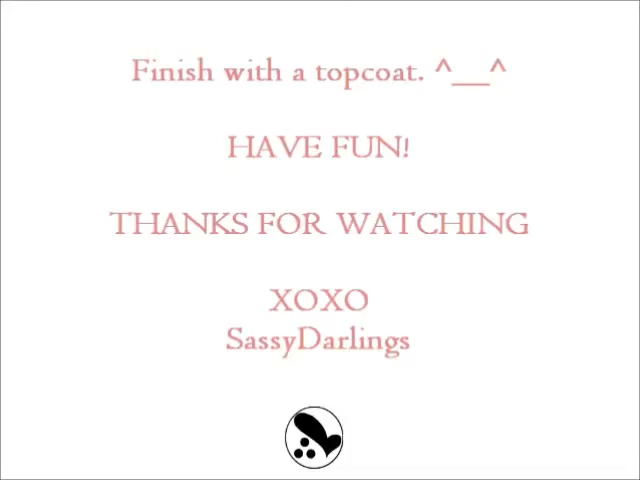 Finish with a topcoat. ^__^
HAVE FUN!
THANKS FOR WATCHING
XOXO
SassyDarlings